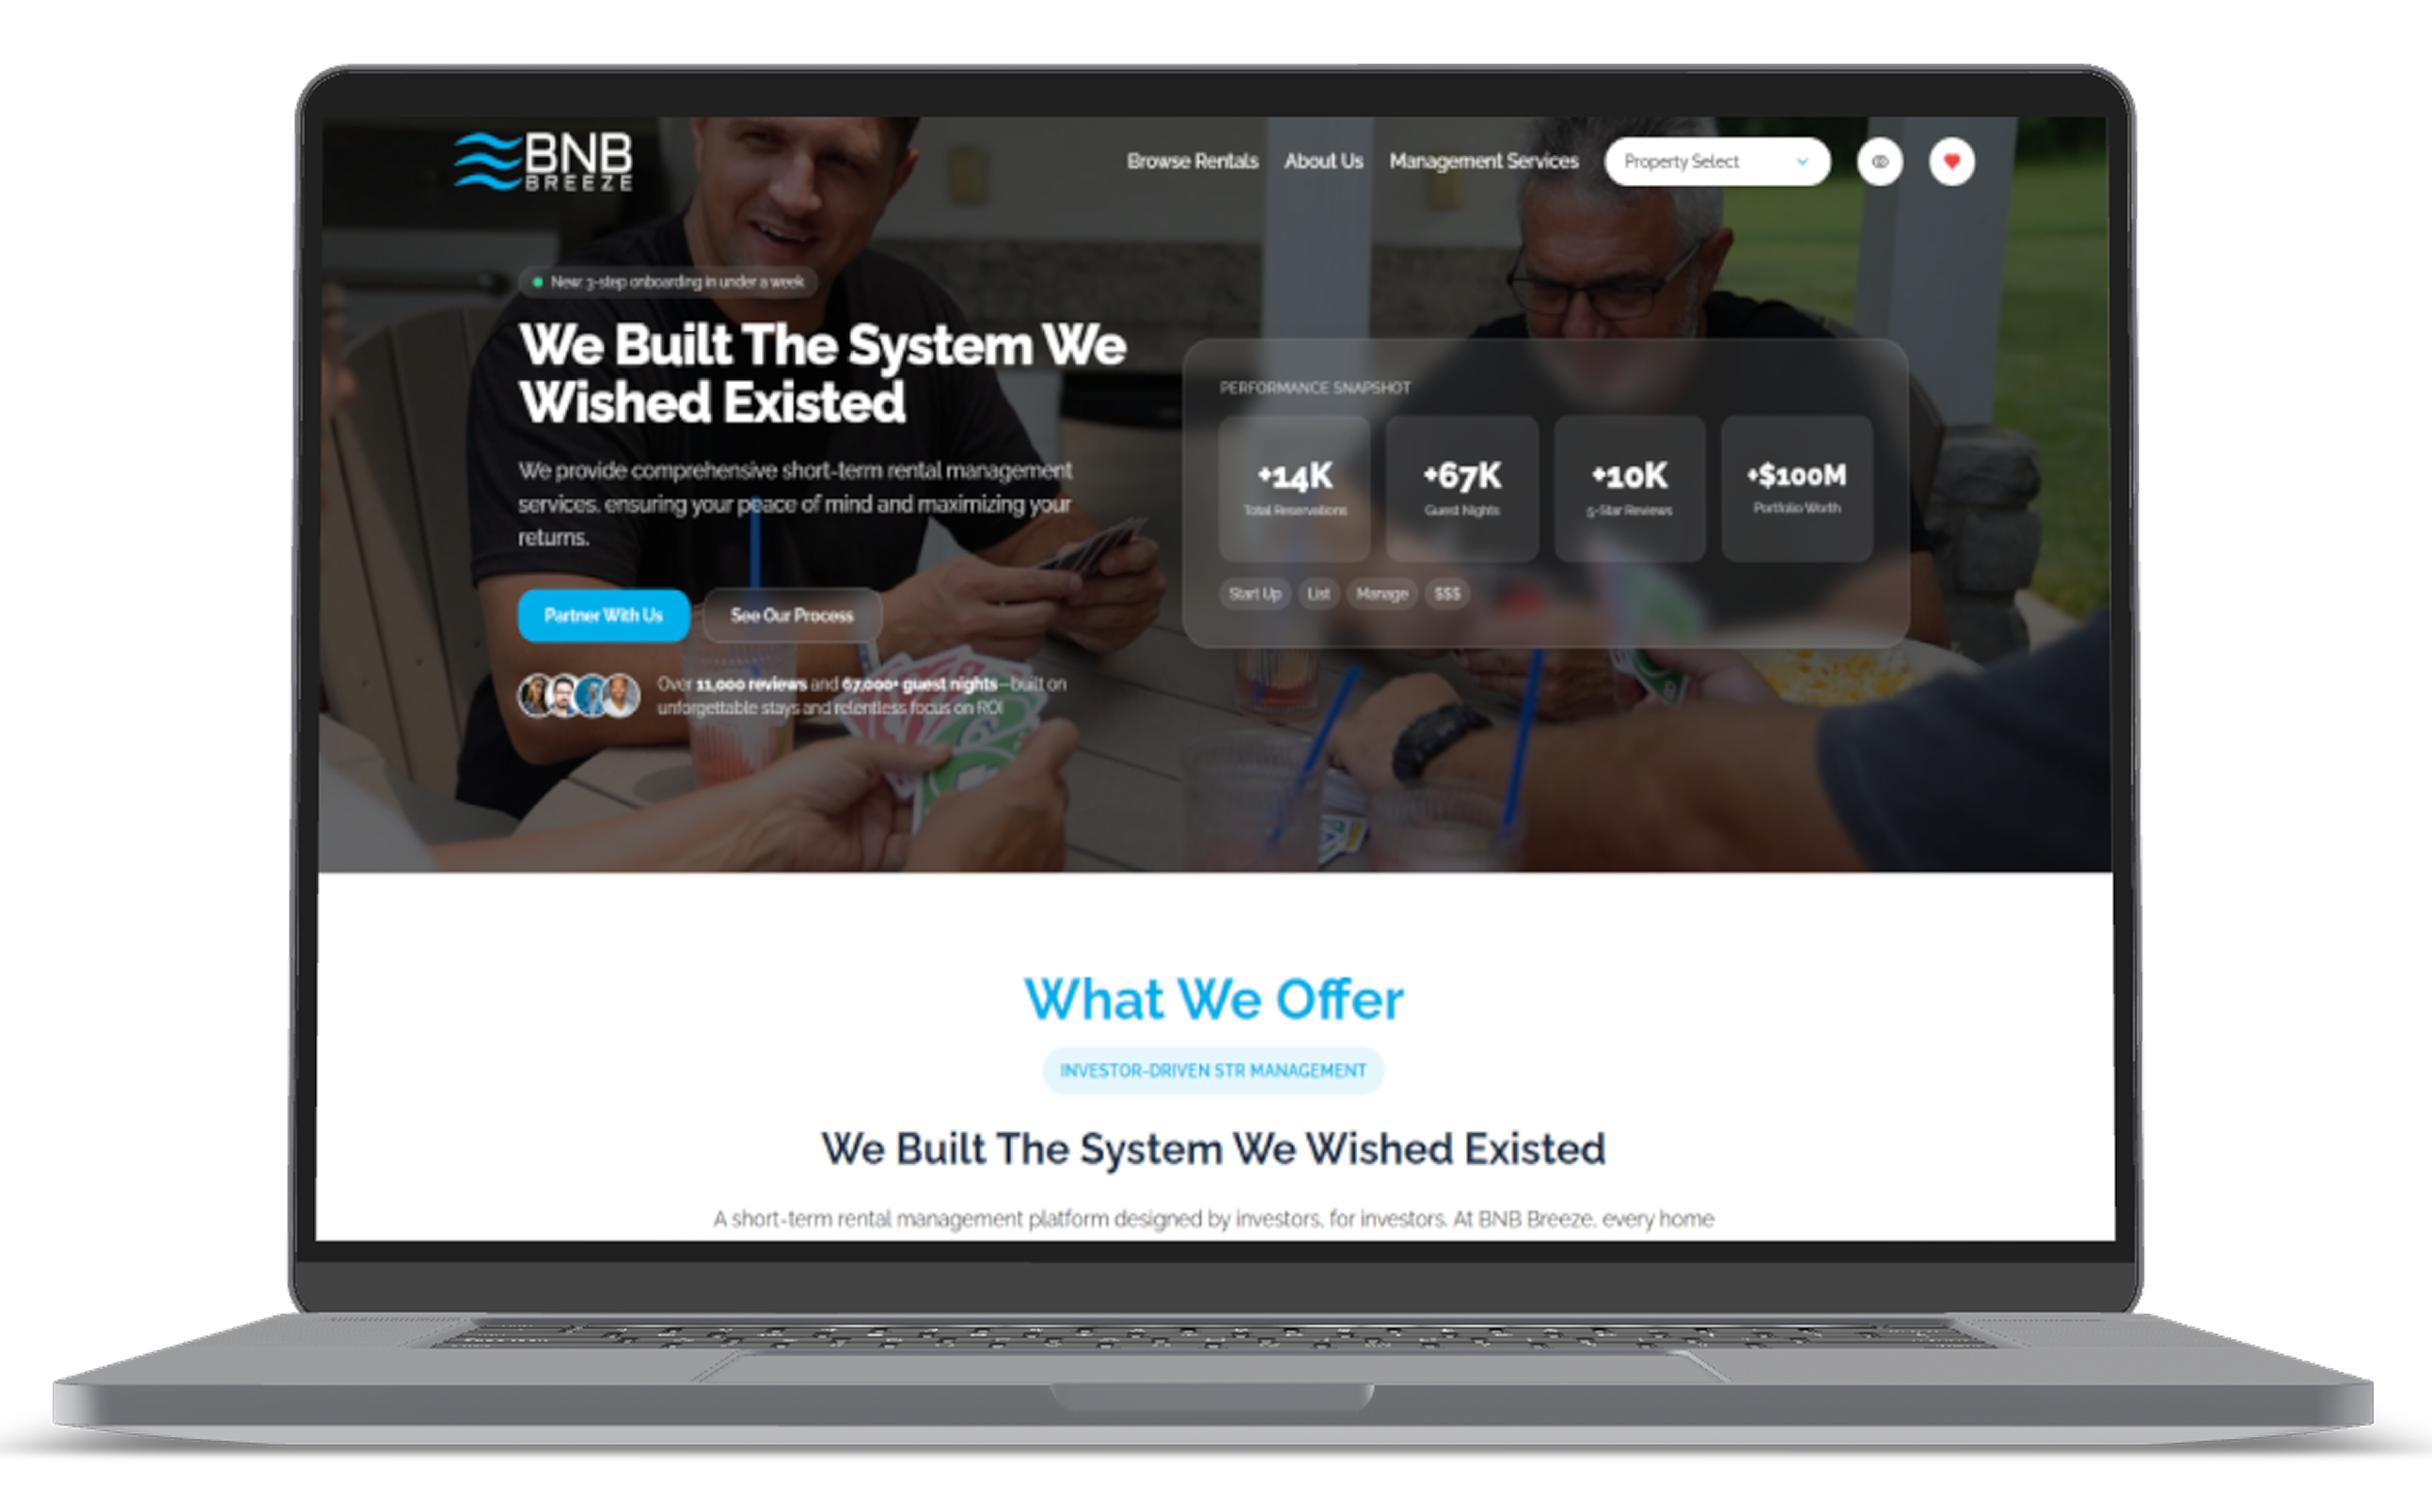 BNB
BREEZE
Browse Rentals
About Us
Management Services
Property Select
New: 3-step onboarding in under a week
We Built The System We
Wished Existed
We provide comprehensive short-term rental management
services, ensuring your peace of mind and maximizing your
returns.
Partner With Us
See Our Process
Over 11,000 reviews and 67,000+ guest nights—built on
unforgettable stays and relentless focus on ROI
PERFORMANCE SNAPSHOT
+14K
Total Reservations
+67K
Guest Nights
+10K
5-Star Reviews
+$100M
Portfolio Worth
Start Up
List
Manage
$$$
What We Offer
INVESTOR-DRIVEN STR MANAGEMENT
We Built The System We Wished Existed
A short-term rental management platform designed by investors, for investors. At BNB Breeze, every home